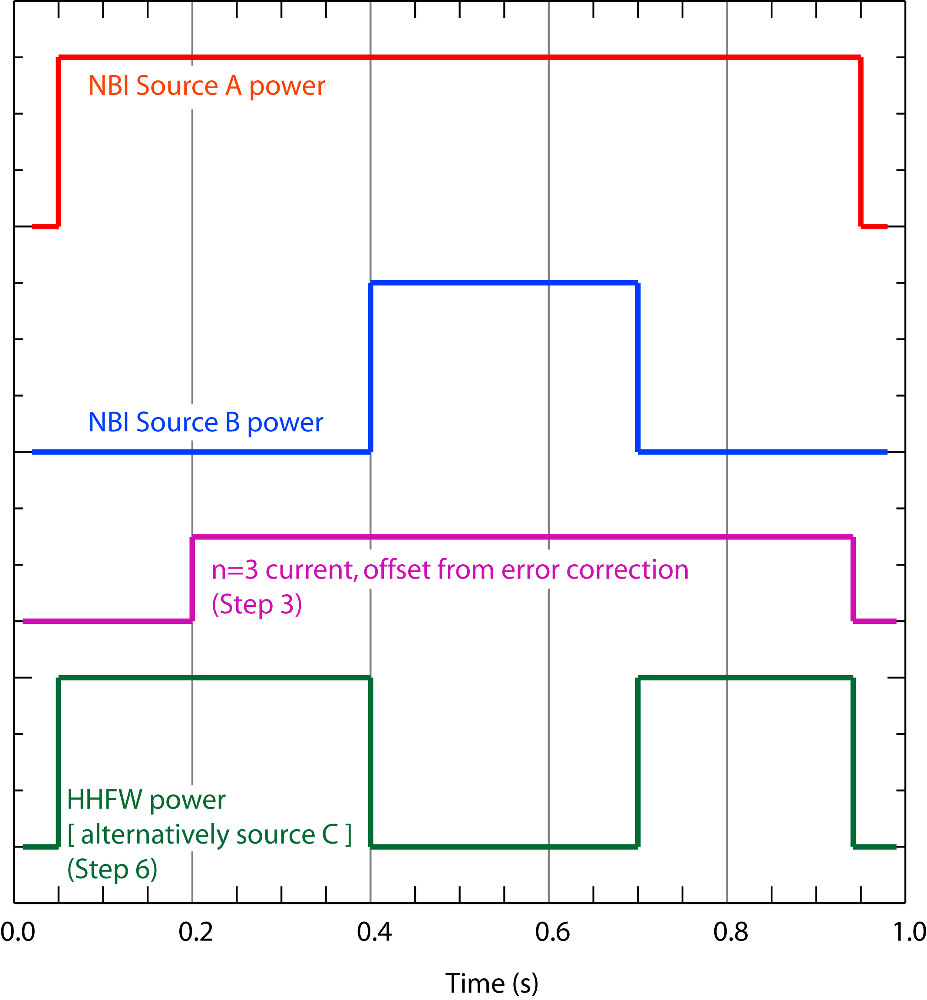 NBI Source A power
NBI Source B power
n=3 current, offset from error correction
(Step 3)
HHFW power
[ alternatively source C ]
(Step 6)
0.0 0.2 0.4 0.6 0.8 1.0
Time (s)